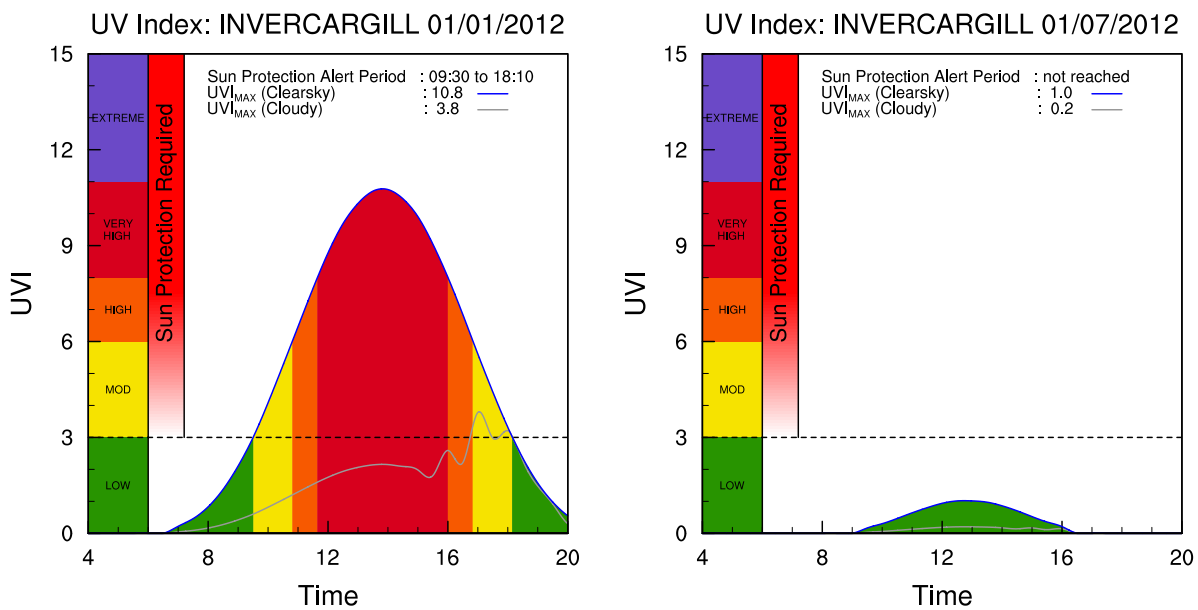 UV Index: INVERCARGILL 01/01/2012
15
12
9
6
3
0
UVI
EXTREME
VERY
HIGH
HIGH
MOD
LOW
Sun Protection Required
Sun Protection Alert Period : 09:30 to 18:10
UVIMAX (Clearsky) : 10.8
UVIMAX (Cloudy) : 3.8
4 8 12 16 20
Time
UV Index: INVERCARGILL 01/07/2012
15
12
9
6
3
0
UVI
EXTREME
VERY
HIGH
HIGH
MOD
LOW
Sun Protection Required
Sun Protection Alert Period : not reached
UVIMAX (Clearsky) : 1.0
UVIMAX (Cloudy) : 0.2
4 8 12 16 20
Time